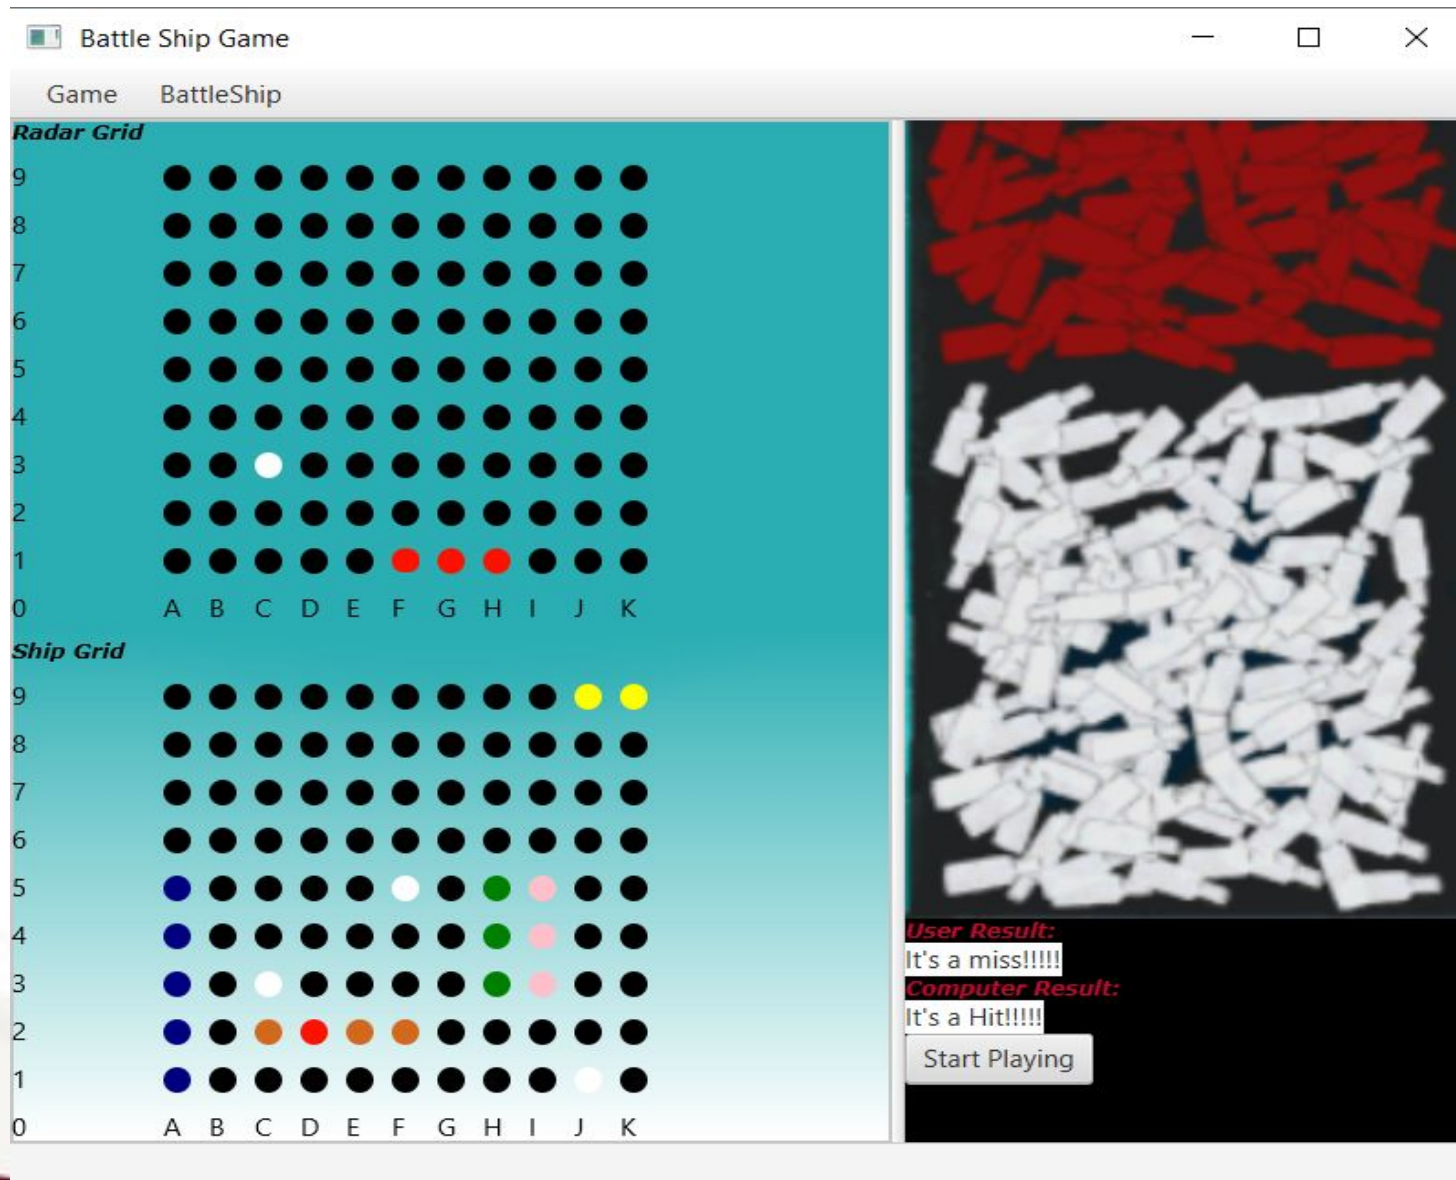 Battle Ship Game
Game BattleShip
Radar Grid
9
8
7
6
5
4
3
2
1
0 A B C D E F G H I J K
Ship Grid
9
8
7
6
5
4
3
2
1
0 A B C D E F G H I J K
User Result:
It's a miss!!!!!
Computer Result:
It's a Hit!!!!!
Start Playing